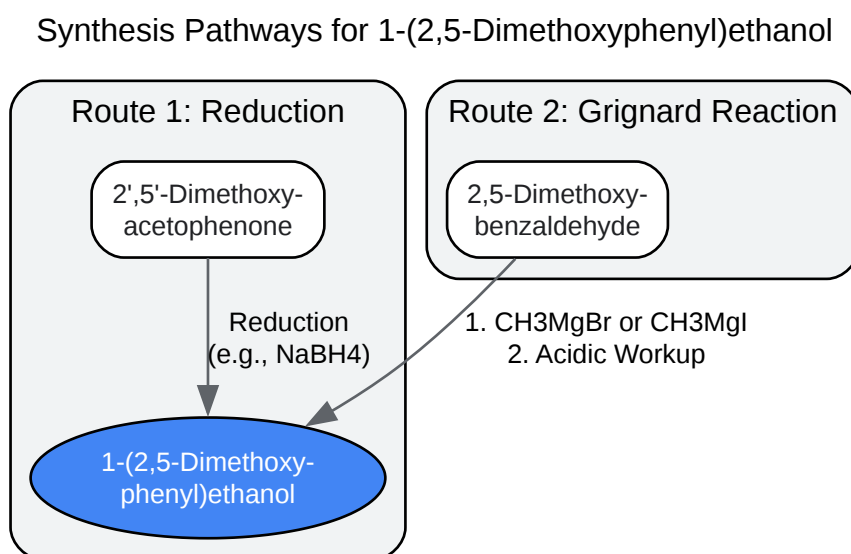 Synthesis Pathways for 1-(2,5-Dimethoxyphenyl)ethanol
Route 1: Reduction
2',5'-Dimethoxy-
acetophenone
Reduction
(e.g., NaBH4)
1-(2,5-Dimethoxy-
phenyl)ethanol
Route 2: Grignard Reaction
2,5-Dimethoxy-
benzaldehyde
1. CH3MgBr or CH3MgI
2. Acidic Workup